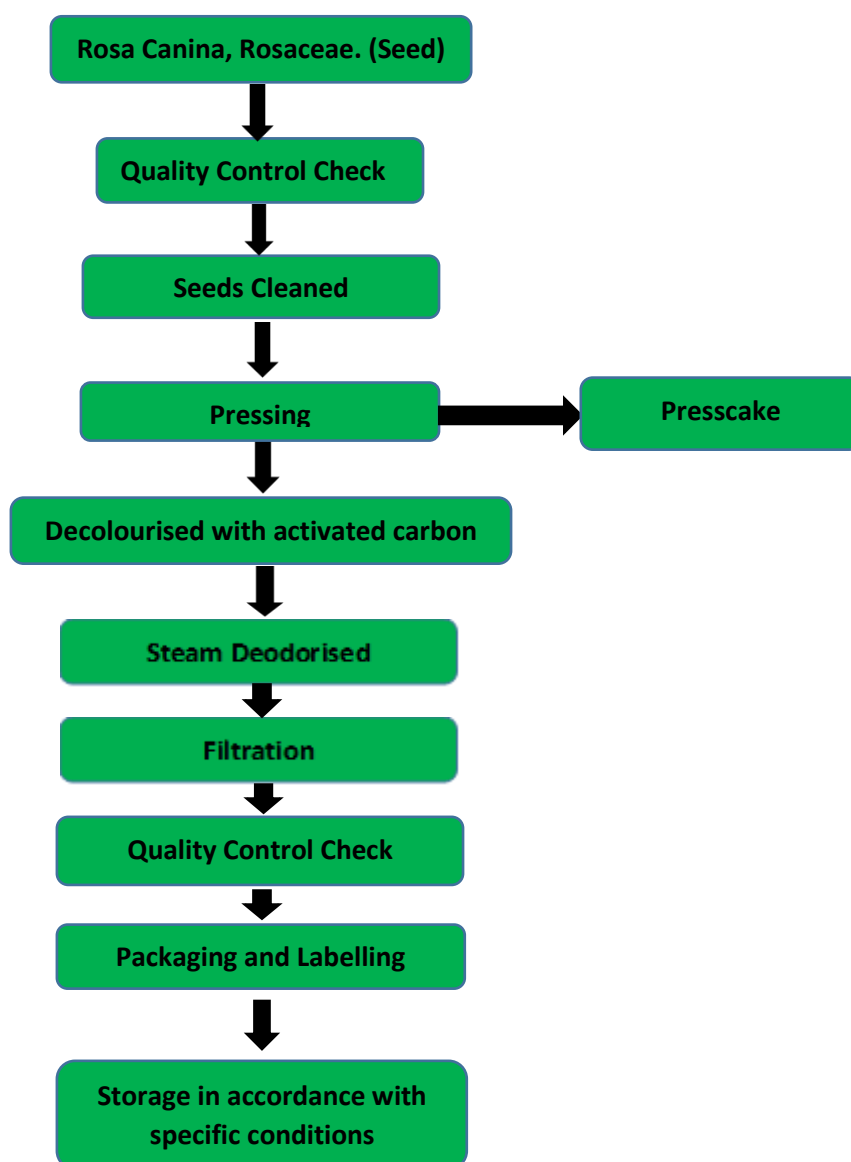 Rosa Canina, Rosaceae. (Seed)
Quality Control Check
Seeds Cleaned
Pressing
Presscake
Decolourised with activated carbon
Steam Deodorised
Filtration
Quality Control Check
Packaging and Labelling
Storage in accordance with
specific conditions